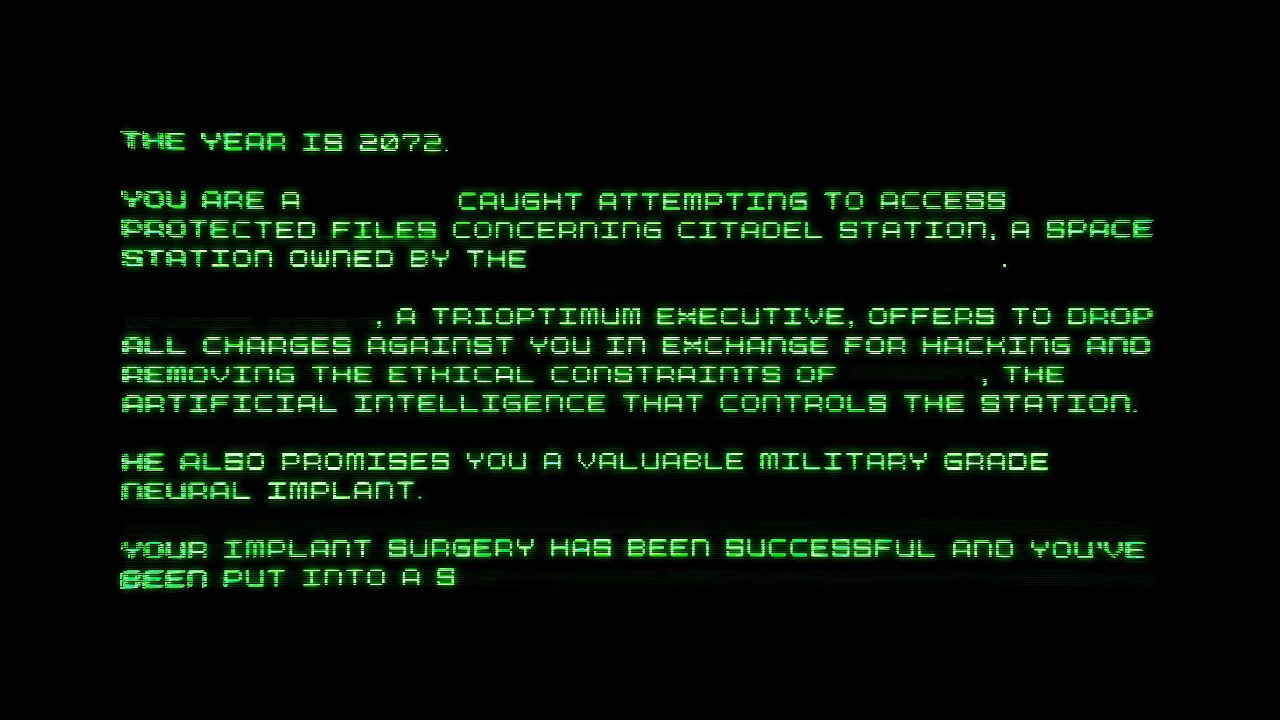 THE YEAR IS 2072.
YOU ARE A CAUGHT ATTEMPTING TO ACCESS
PROTECTED FILES CONCERNING CITADEL STATION, A SPACE
STATION OWNED BY THE .
, A TRIOPTIMUM EXECUTIVE, OFFERS TO DROP
ALL CHARGES AGAINST YOU IN EXCHANGE FOR HACKING AND
REMOVING THE ETHICAL CONSTRAINTS OF , THE
ARTIFICIAL INTELLIGENCE THAT CONTROLS THE STATION.
HE ALSO PROMISES YOU A VALUABLE MILITARY GRADE
NEURAL IMPLANT.
YOUR IMPLANT SURGERY HAS BEEN SUCCESSFUL AND YOU'VE
BEEN PUT INTO A S